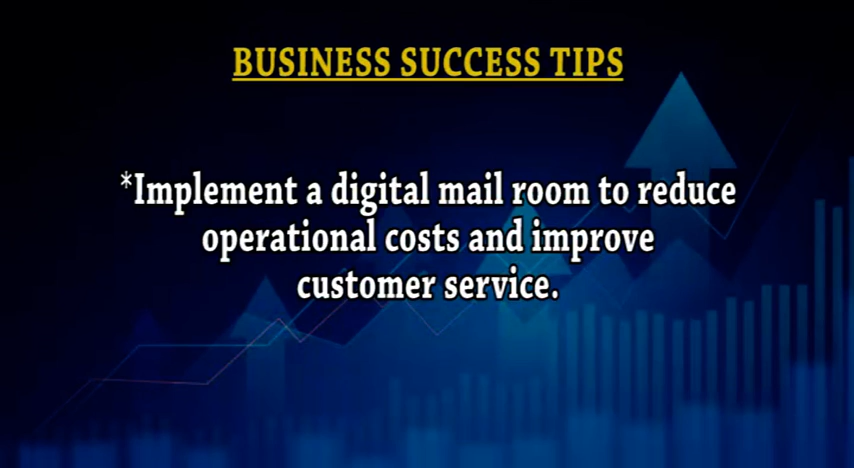 BUSINESS SUCCESS TIPS
*Implement a digital mail room to reduce
operational costs and improve
customer service.